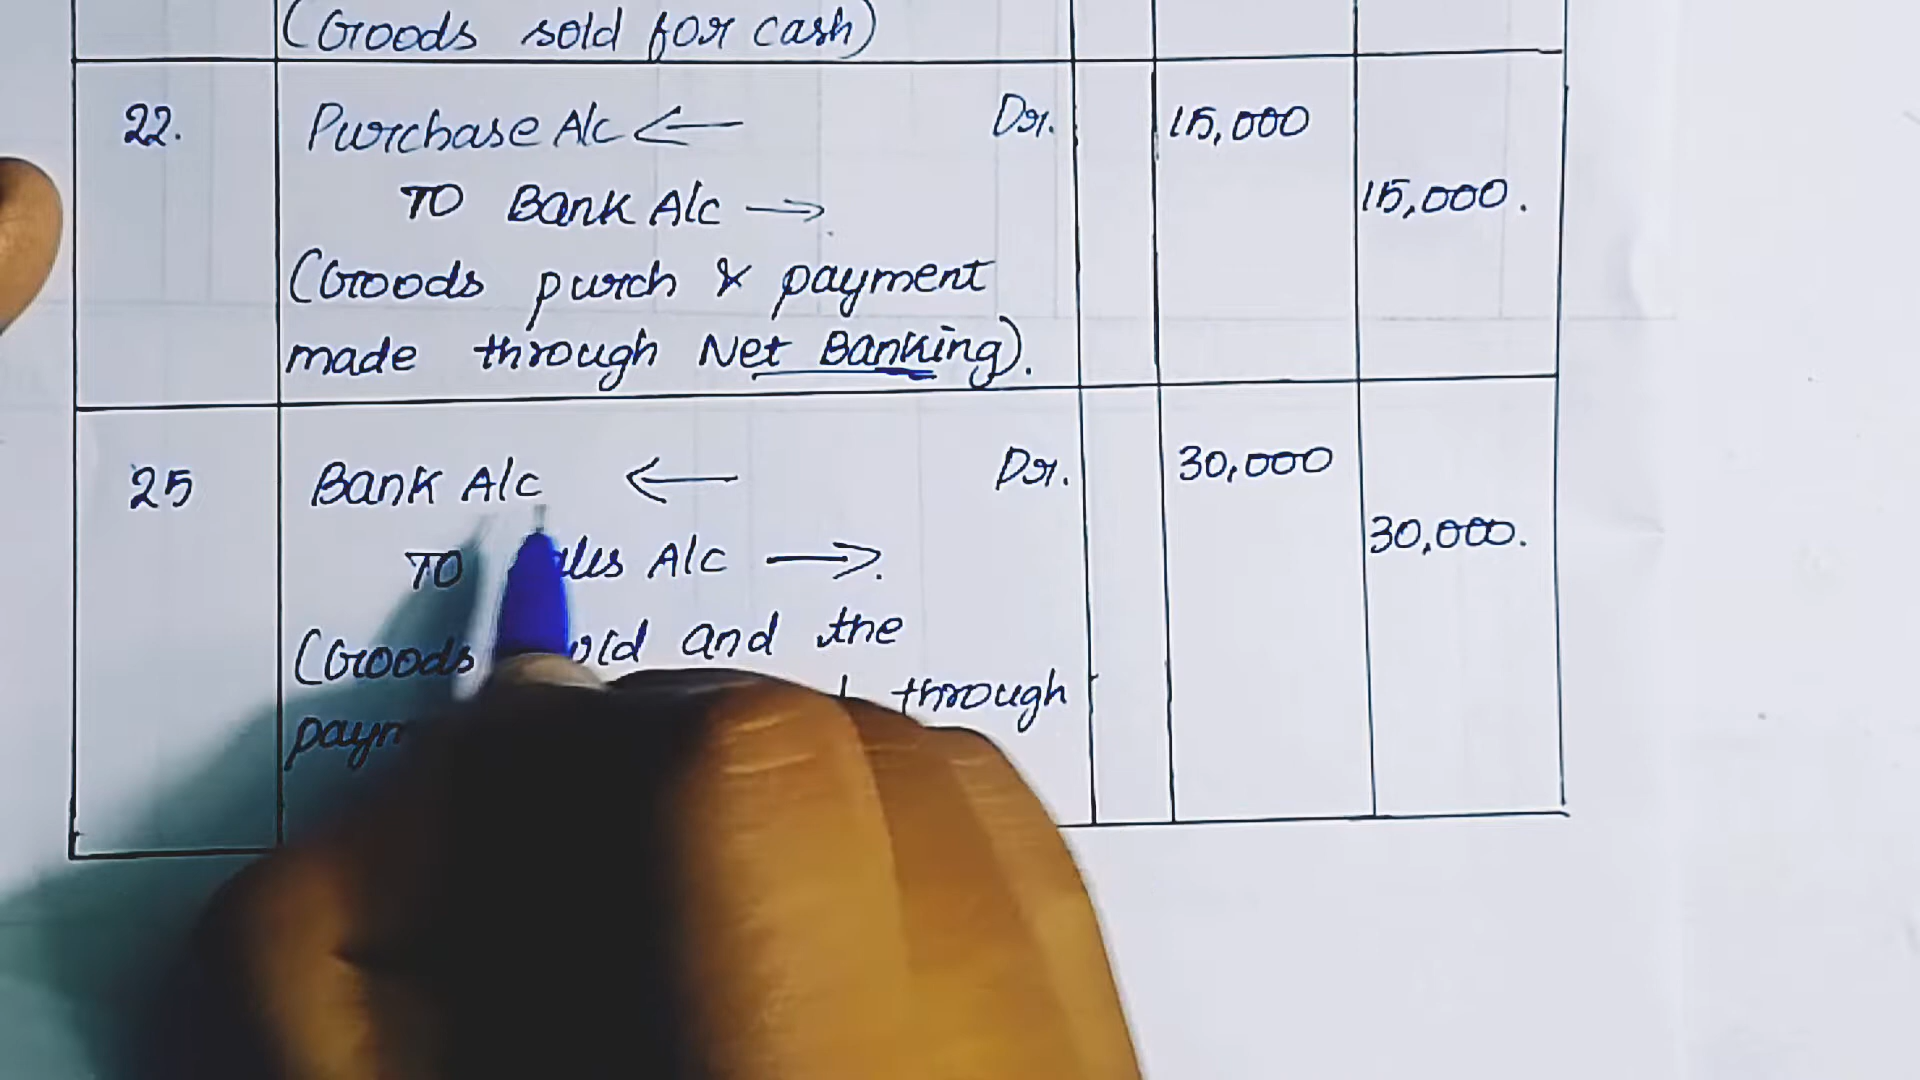 (Goods sold for cash)
22. Purchase A/c ← Dr. 15,000
TO Bank A/c → 15,000.
(Goods purch & payment
made through Net Banking).
25 Bank A/c ← Dr. 30,000
TO A/c → 30,000.
(Goods and the
through